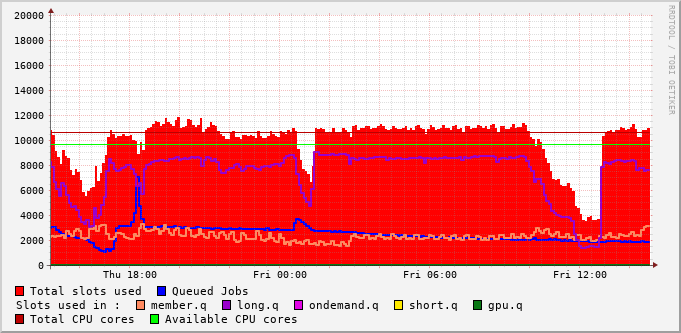 20000
18000
16000
14000
12000
10000
8000
6000
4000
2000
0
Thu 18:00 Fri 00:00 Fri 06:00 Fri 12:00
RRDTOOL / TOBI OETIKER
Total slots used Queued Jobs
Slots used in : member.q long.q ondemand.q short.q gpu.q
Total CPU cores Available CPU cores